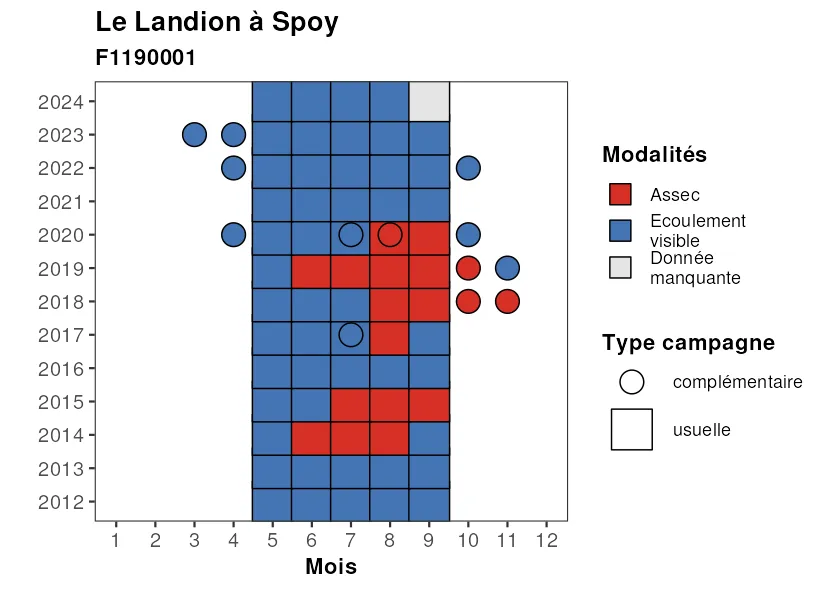 Le Landion à Spoy
F1190001
2024
2023
2022
2021
2020
2019
2018
2017
2016
2015
2014
2013
2012
1 2 3 4 5 6 7 8 9 10 11 12
Mois
Modalités
Assec
Ecoulement
visible
Donnée
manquante
Type campagne
complémentaire
usuelle